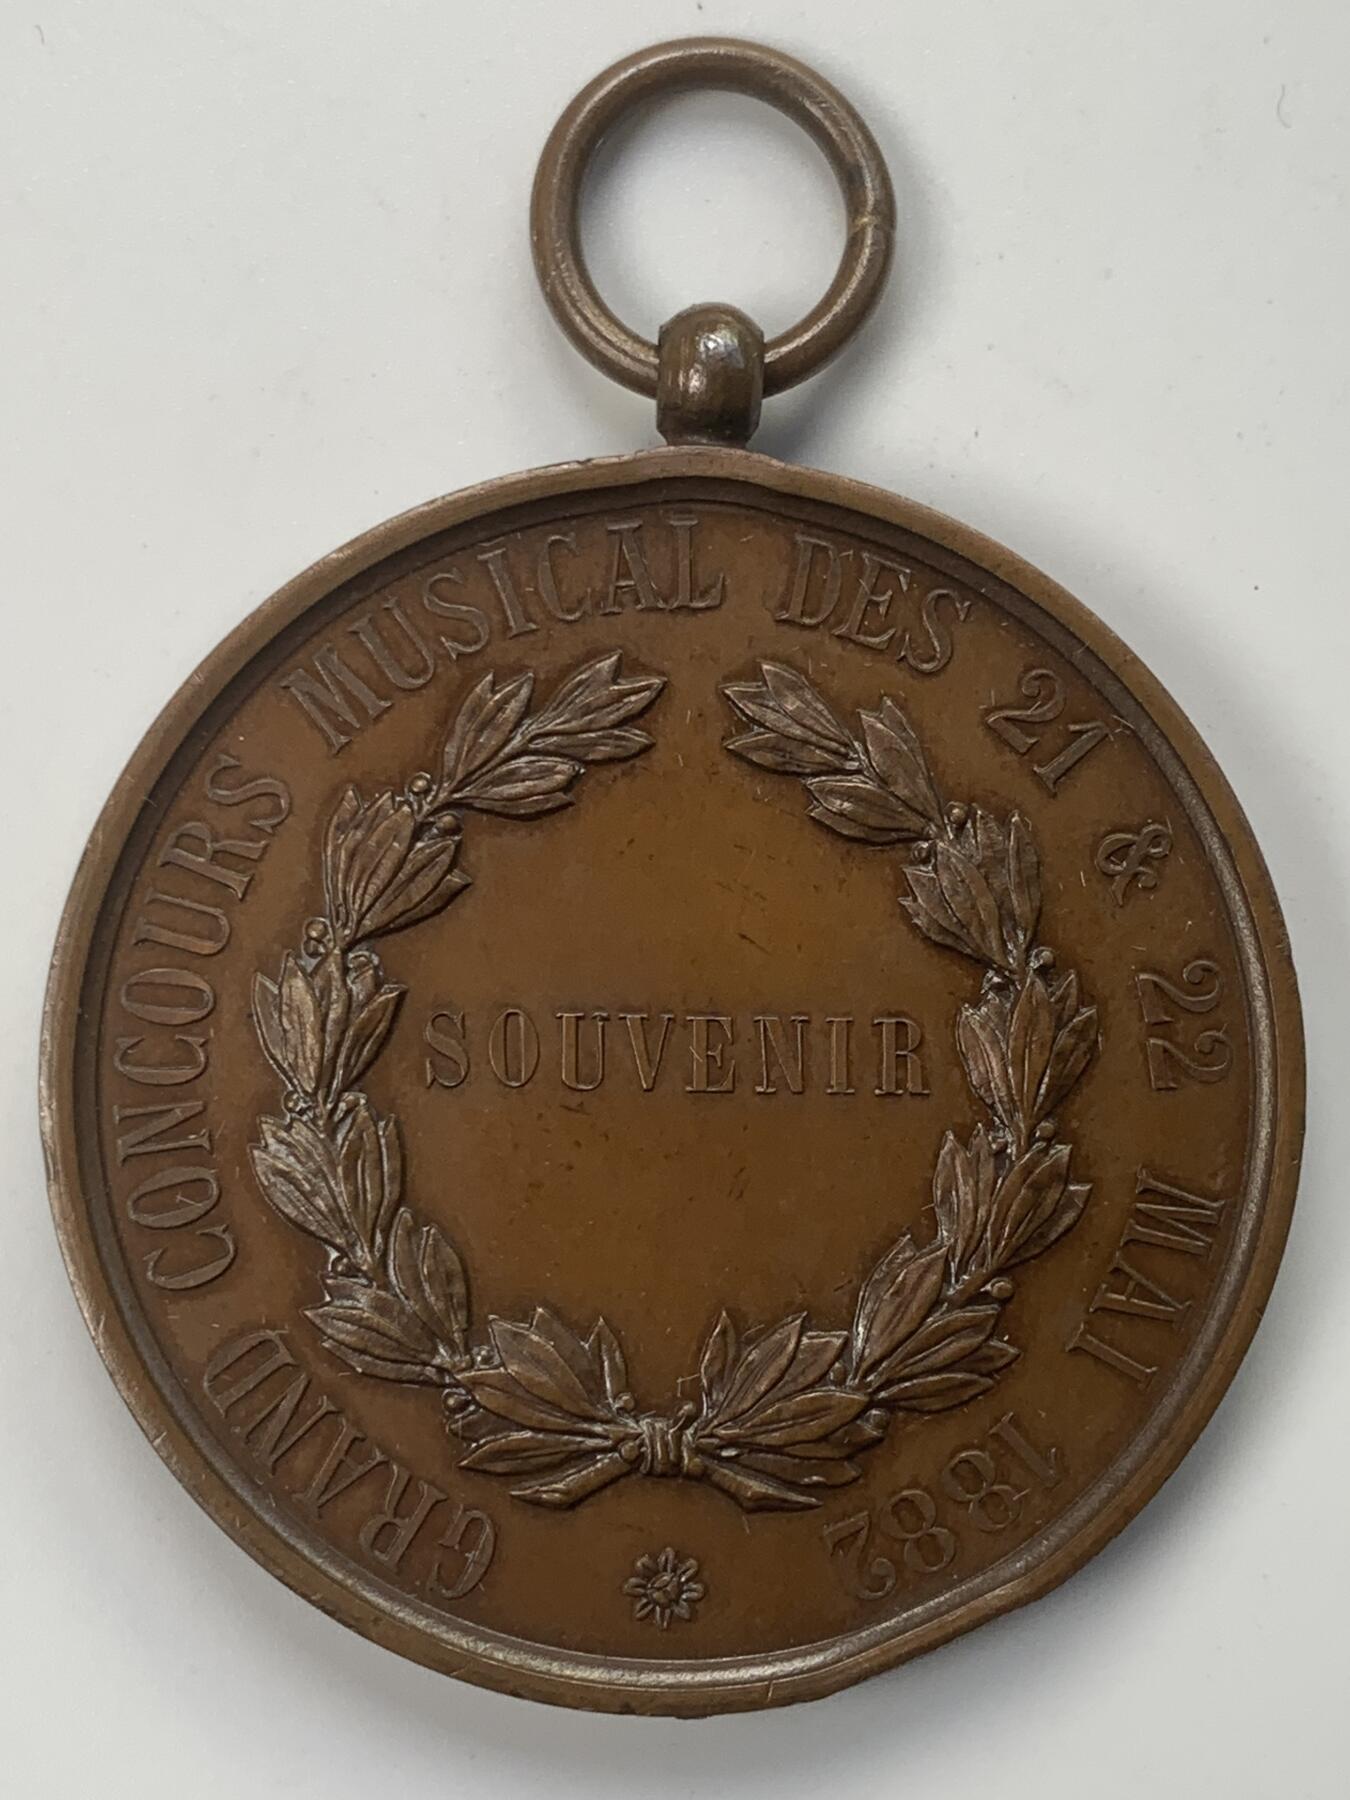 GRAND CONCOURS MUSICAL DES 21 & 22 MAI 1882
SOUVENIR